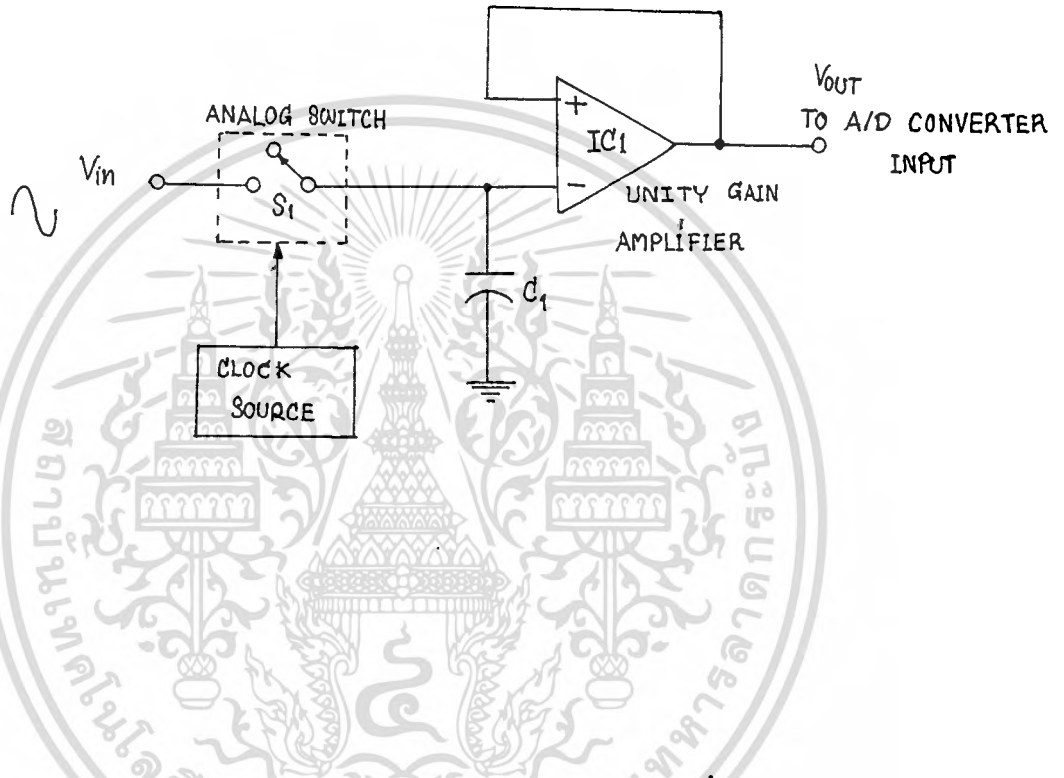 ANALOG SWITCH
Vin
S1
CLOCK
SOURCE
C1
+
IC1
−
UNITY GAIN
AMPLIFIER
VOUT
TO A/D CONVERTER
INPUT